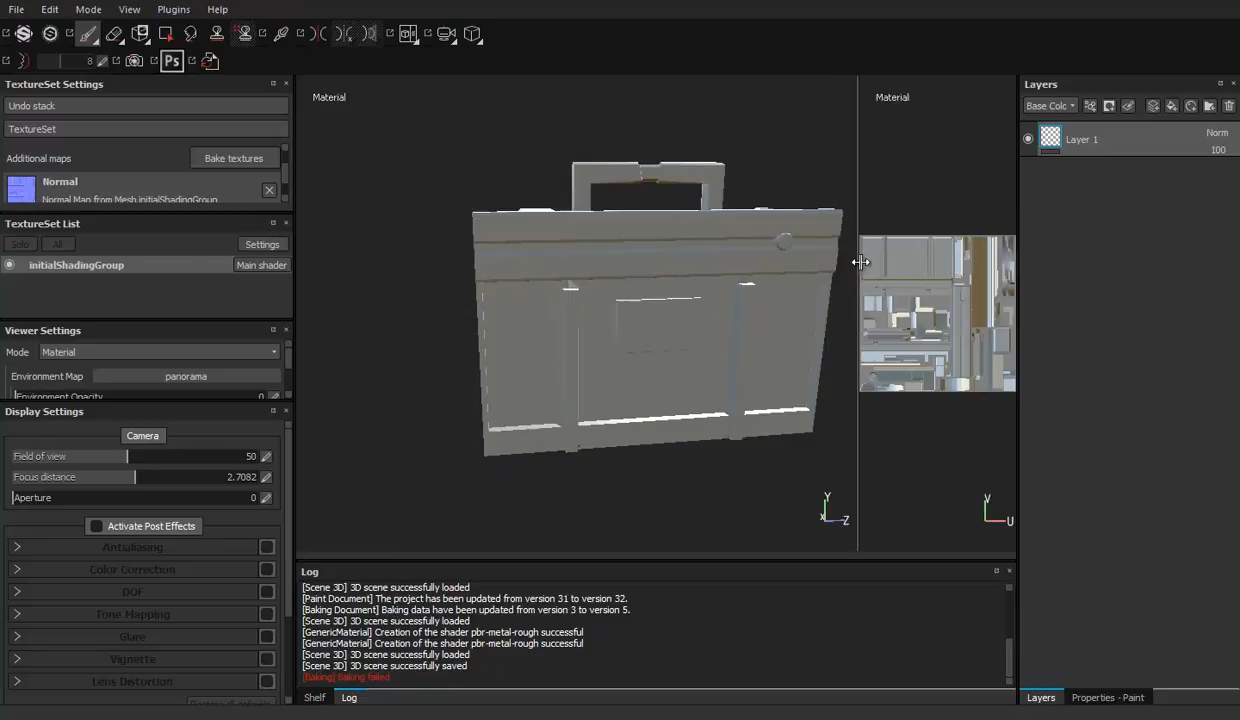 File Edit Mode View Plugins Help
8
Ps
TextureSet Settings
Undo stack
TextureSet
Additional maps
Bake textures
Normal
Normal Map from Mesh initialShadingGroup
TextureSet List
Solo
All
Settings
initialShadingGroup
Main shader
Viewer Settings
Mode
Material
Environment Map
panorama
Environment Opacity
0
Display Settings
Camera
Field of view
50
Focus distance
2.7082
Aperture
0
Activate Post Effects
Antialiasing
Color Correction
DOF
Tone Mapping
Glare
Vignette
Lens Distortion
Material
Y
X
Z
Material
V
U
Log
[Scene 3D] 3D scene successfully loaded
[Paint Document] The project has been updated from version 31 to version 32.
[Baking Document] Baking data have been updated from version 3 to version 5.
[Scene 3D] 3D scene successfully loaded
[GenericMaterial] Creation of the shader pbr-metal-rough successful
[GenericMaterial] Creation of the shader pbr-metal-rough successful
[Scene 3D] 3D scene successfully loaded
[Scene 3D] 3D scene successfully saved
[Baking] Baking failed
Shelf
Log
Layers
Base Colc
Layer 1
Norm
100
Layers
Properties - Paint